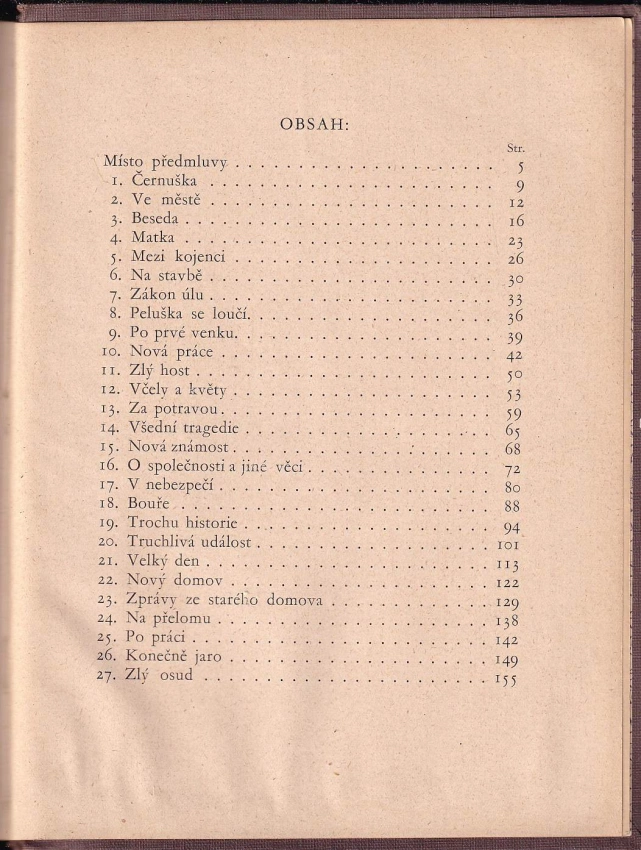 OBSAH:
Str.
Místo předmluvy . . . . . . . . . . . . . . . . . . . . 5
1. Černuška . . . . . . . . . . . . . . . . . . . . . . 9
2. Ve městě . . . . . . . . . . . . . . . . . . . . . . 12
3. Beseda . . . . . . . . . . . . . . . . . . . . . . . . 16
4. Matka . . . . . . . . . . . . . . . . . . . . . . . . 23
5. Mezi kojenci . . . . . . . . . . . . . . . . . . . . 26
6. Na stavbě . . . . . . . . . . . . . . . . . . . . . . 30
7. Zákon úlu . . . . . . . . . . . . . . . . . . . . . . 33
8. Peluška se loučí. . . . . . . . . . . . . . . . . . . 36
9. Po prvé venku. . . . . . . . . . . . . . . . . . . . 39
10. Nová práce . . . . . . . . . . . . . . . . . . . . . 42
11. Zlý host . . . . . . . . . . . . . . . . . . . . . . . 50
12. Včely a květy . . . . . . . . . . . . . . . . . . . . 53
13. Za potravou . . . . . . . . . . . . . . . . . . . . . 59
14. Všední tragedie . . . . . . . . . . . . . . . . . . . 65
15. Nová známost . . . . . . . . . . . . . . . . . . . . 68
16. O společnosti a jiné věci . . . . . . . . . . . . . . 72
17. V nebezpečí . . . . . . . . . . . . . . . . . . . . . 80
18. Bouře . . . . . . . . . . . . . . . . . . . . . . . . 88
19. Trochu historie . . . . . . . . . . . . . . . . . . . 94
20. Truchlivá událost . . . . . . . . . . . . . . . . . . 101
21. Velký den . . . . . . . . . . . . . . . . . . . . . . 113
22. Nový domov . . . . . . . . . . . . . . . . . . . . . 122
23. Zprávy ze starého domova . . . . . . . . . . . . . 129
24. Na přelomu . . . . . . . . . . . . . . . . . . . . . 138
25. Po práci . . . . . . . . . . . . . . . . . . . . . . . 142
26. Konečně jaro . . . . . . . . . . . . . . . . . . . . 149
27. Zlý osud . . . . . . . . . . . . . . . . . . . . . . 155